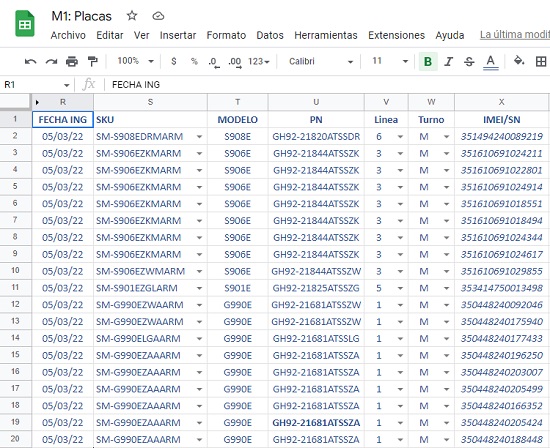 M1: Placas
Archivo Editar Ver Insertar Formato Datos Herramientas Extensiones Ayuda La última modif
100% $ % .0 .00 123 Calibri 11 B I S A
R1 fx FECHA ING
R S T U V W X
1 FECHA ING SKU MODELO PN Linea Turno IMEI/SN
2 05/03/22 SM-S908EDRMARM S908E GH92-21820ATSSDR 6 M 351494240089219
3 05/03/22 SM-S906EZKMARM S906E GH92-21844ATSSZK 3 M 351610691024211
4 05/03/22 SM-S906EZKMARM S906E GH92-21844ATSSZK 3 M 351610691022801
5 05/03/22 SM-S906EZKMARM S906E GH92-21844ATSSZK 3 M 351610691024914
6 05/03/22 SM-S906EZKMARM S906E GH92-21844ATSSZK 3 M 351610691018551
7 05/03/22 SM-S906EZKMARM S906E GH92-21844ATSSZK 3 M 351610691018494
8 05/03/22 SM-S906EZKMARM S906E GH92-21844ATSSZK 3 M 351610691024344
9 05/03/22 SM-S906EZKMARM S906E GH92-21844ATSSZK 3 M 351610691024617
10 05/03/22 SM-S906EZWMARM S906E GH92-21844ATSSZW 3 M 351610691029855
11 05/03/22 SM-S901EZGLARM S901E GH92-21825ATSSZG 5 M 353414750013498
12 05/03/22 SM-G990EZWAARM G990E GH92-21681ATSSZW 1 M 350448240092046
13 05/03/22 SM-G990EZWAARM G990E GH92-21681ATSSZW 1 M 350448240175940
14 05/03/22 SM-G990ELGAARM G990E GH92-21681ATSSLG 1 M 350448240177433
15 05/03/22 SM-G990EZAAARM G990E GH92-21681ATSSZA 1 M 350448240196250
16 05/03/22 SM-G990EZAAARM G990E GH92-21681ATSSZA 1 M 350448240203007
17 05/03/22 SM-G990EZAAARM G990E GH92-21681ATSSZA 1 M 350448240205499
18 05/03/22 SM-G990EZAAARM G990E GH92-21681ATSSZA 1 M 350448240166352
19 05/03/22 SM-G990EZAAARM G990E GH92-21681ATSSZA 1 M 350448240205424
20 05/03/22 SM-G990EZAAARM G990E GH92-21681ATSSZA 1 M 350448240188448